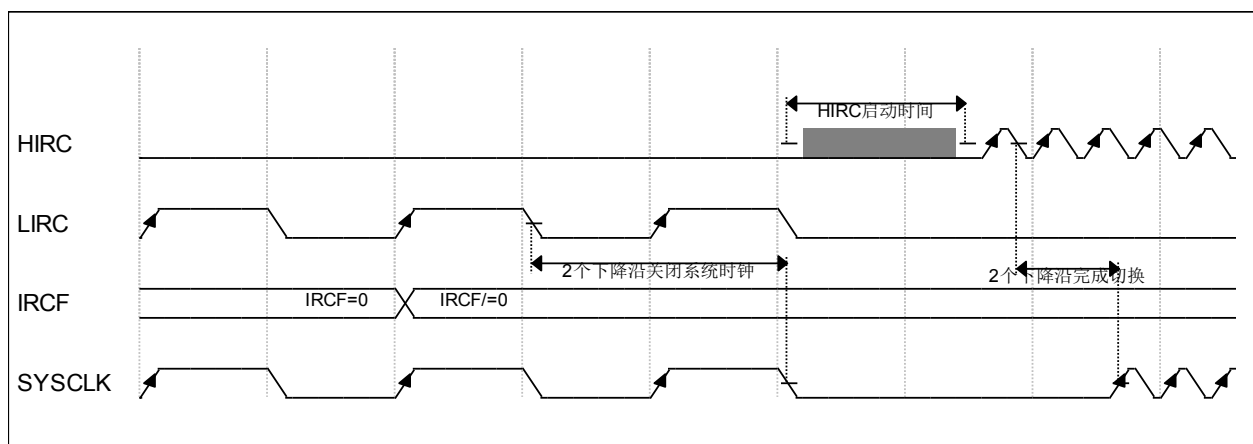 HIRC启动时间
HIRC
LIRC
2个下降沿关闭系统时钟
2个下降沿完成切换
IRCF
IRCF=0
IRCF/=0
SYSCLK